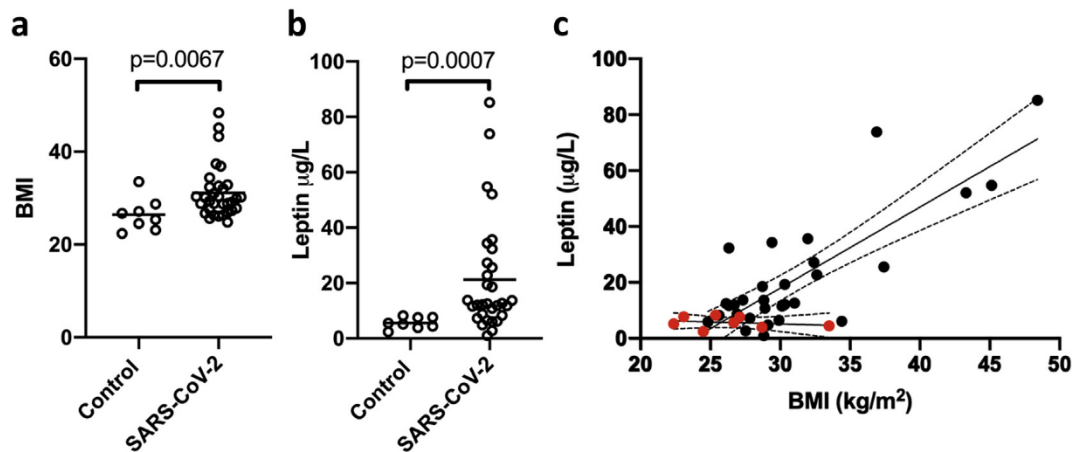 a
p=0.0067
60
40
20
0
BMI
Control
SARS-CoV-2
b
p=0.0007
100
80
60
40
20
0
Leptin µg/L
Control
SARS-CoV-2
c
100
80
60
40
20
0
Leptin (µg/L)
20 25 30 35 40 45 50
BMI (kg/m²)